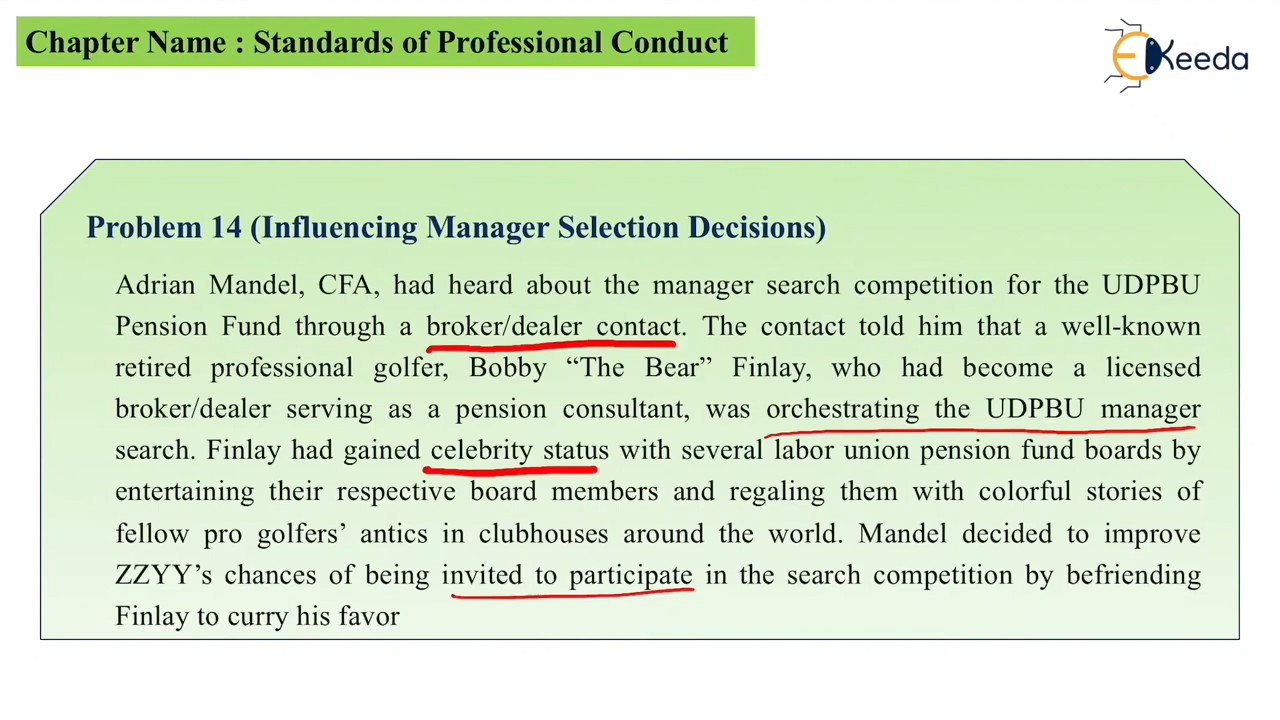 Chapter Name : Standards of Professional Conduct
EKeeda
Problem 14 (Influencing Manager Selection Decisions)
Adrian Mandel, CFA, had heard about the manager search competition for the UDPBU
Pension Fund through a broker/dealer contact. The contact told him that a well-known
retired professional golfer, Bobby “The Bear” Finlay, who had become a licensed
broker/dealer serving as a pension consultant, was orchestrating the UDPBU manager
search. Finlay had gained celebrity status with several labor union pension fund boards by
entertaining their respective board members and regaling them with colorful stories of
fellow pro golfers’ antics in clubhouses around the world. Mandel decided to improve
ZZYY’s chances of being invited to participate in the search competition by befriending
Finlay to curry his favor